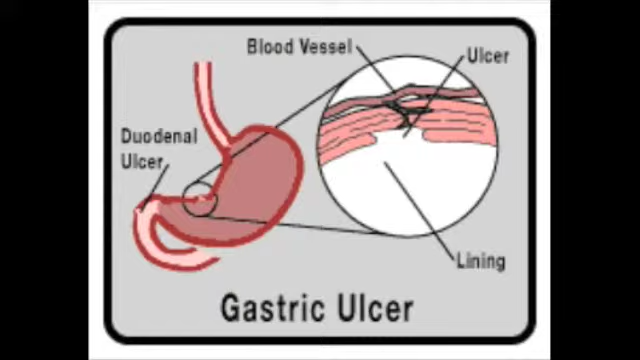 Blood Vessel
Ulcer
Duodenal
Ulcer
Lining
Gastric Ulcer